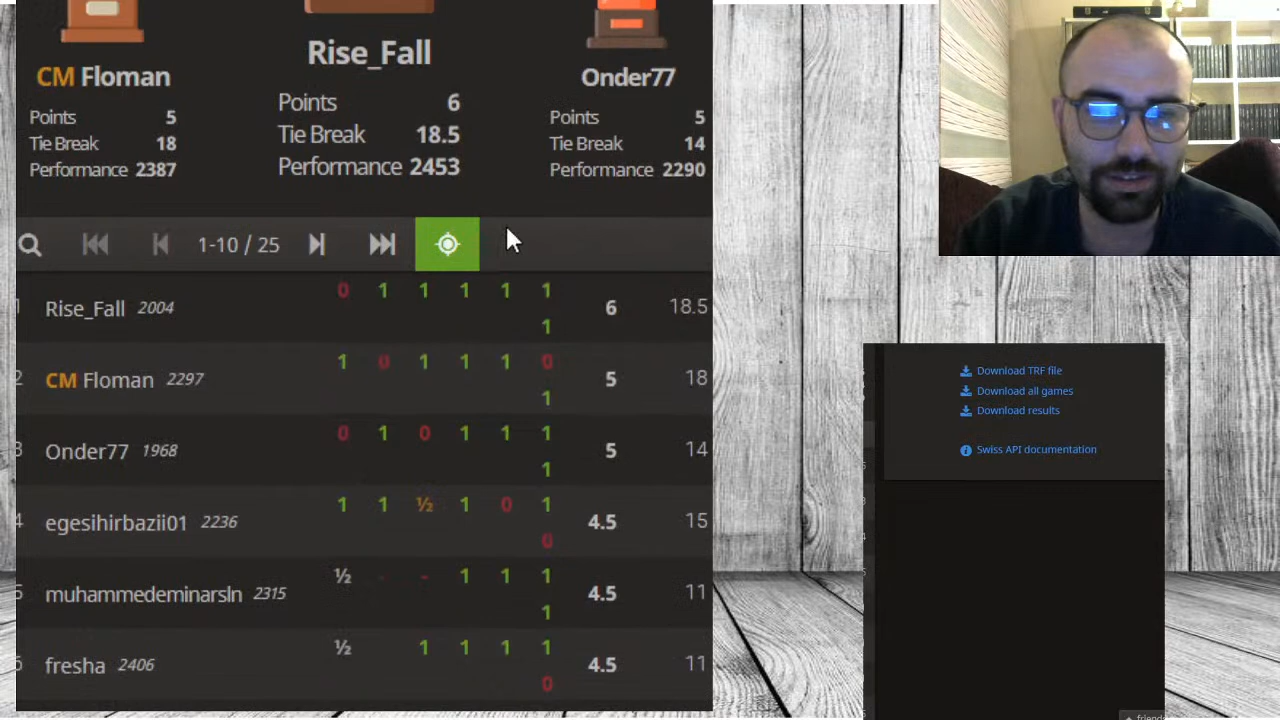 CM Floman
Points 5
Tie Break 18
Performance 2387
Rise_Fall
Points 6
Tie Break 18.5
Performance 2453
Onder77
Points 5
Tie Break 14
Performance 2290
1-10 / 25
1 Rise_Fall 2004 0 1 1 1 1 1 6 18.5
1
2 CM Floman 2297 1 0 1 1 1 0 5 18
1
3 Onder77 1968 0 1 0 1 1 1 5 14
1
4 egesihirbazii01 2236 1 1 ½ 1 0 1 4.5 15
0
5 muhammedeminarsln 2315 ½ - - 1 1 1 4.5 11
1
6 fresha 2406 ½ 1 1 1 1 4.5 11
0
Download TRF file
Download all games
Download results
Swiss API documentation